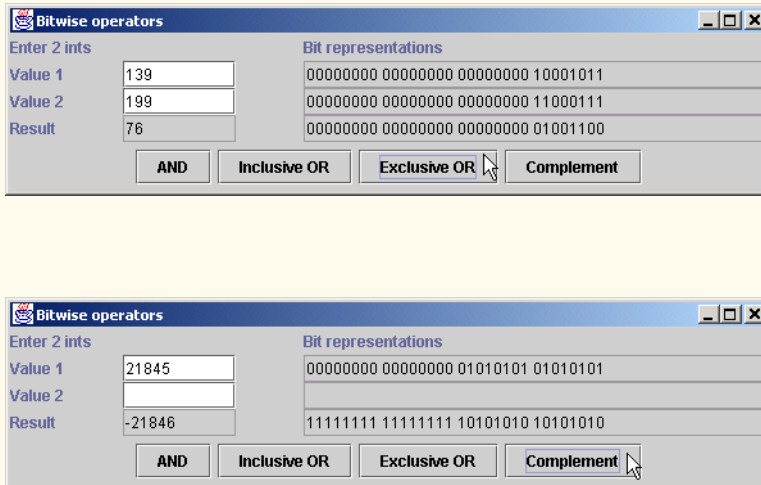 Bitwise operators
Enter 2 ints Bit representations
Value 1 139 00000000 00000000 00000000 10001011
Value 2 199 00000000 00000000 00000000 11000111
Result 76 00000000 00000000 00000000 01001100
AND Inclusive OR Exclusive OR Complement
Bitwise operators
Enter 2 ints Bit representations
Value 1 21845 00000000 00000000 01010101 01010101
Value 2
Result -21846 11111111 11111111 10101010 10101010
AND Inclusive OR Exclusive OR Complement